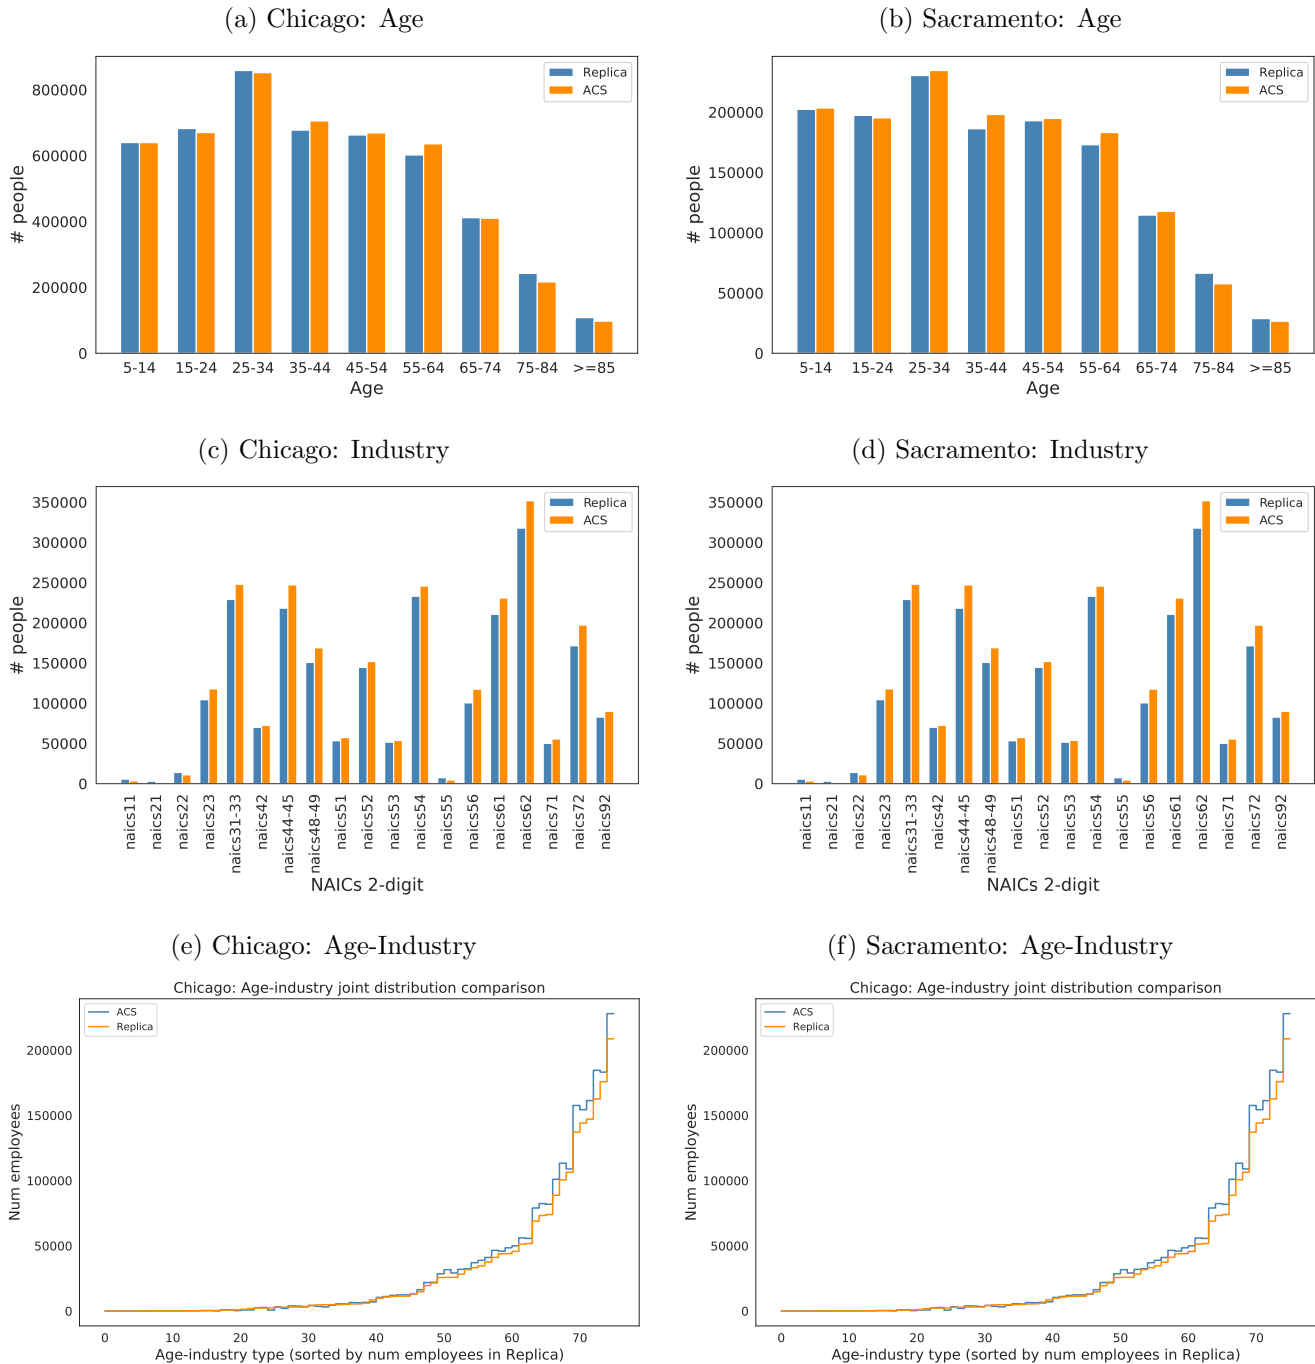 (a) Chicago: Age
# people
800000
600000
400000
200000
0
Replica
ACS
5-14 15-24 25-34 35-44 45-54 55-64 65-74 75-84 >=85
Age
(b) Sacramento: Age
# people
200000
150000
100000
50000
0
Replica
ACS
5-14 15-24 25-34 35-44 45-54 55-64 65-74 75-84 >=85
Age
(c) Chicago: Industry
# people
350000
300000
250000
200000
150000
100000
50000
0
Replica
ACS
naics11
naics21
naics22
naics23
naics31-33
naics42
naics44-45
naics48-49
naics51
naics52
naics53
naics54
naics55
naics56
naics61
naics62
naics71
naics72
naics92
NAICs 2-digit
(d) Sacramento: Industry
# people
350000
300000
250000
200000
150000
100000
50000
0
Replica
ACS
naics11
naics21
naics22
naics23
naics31-33
naics42
naics44-45
naics48-49
naics51
naics52
naics53
naics54
naics55
naics56
naics61
naics62
naics71
naics72
naics92
NAICs 2-digit
(e) Chicago: Age-Industry
Chicago: Age-industry joint distribution comparison
Num employees
ACS
Replica
200000
150000
100000
50000
0
0 10 20 30 40 50 60 70
Age-industry type (sorted by num employees in Replica)
(f) Sacramento: Age-Industry
Chicago: Age-industry joint distribution comparison
Num employees
ACS
Replica
200000
150000
100000
50000
0
0 10 20 30 40 50 60 70
Age-industry type (sorted by num employees in Replica)